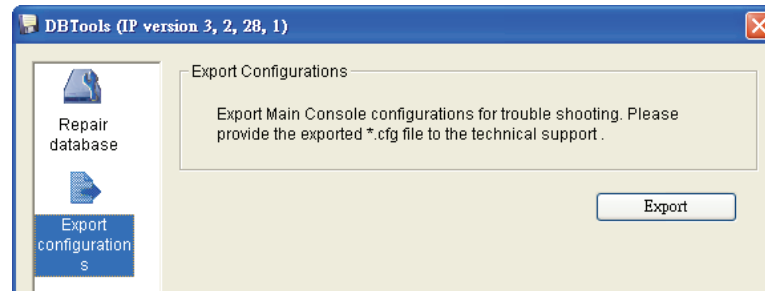 DBTools (IP version 3, 2, 28, 1)
Repair
database
Export
configuration
s
Export Configurations
Export Main Console configurations for trouble shooting. Please
provide the exported *.cfg file to the technical support .
Export